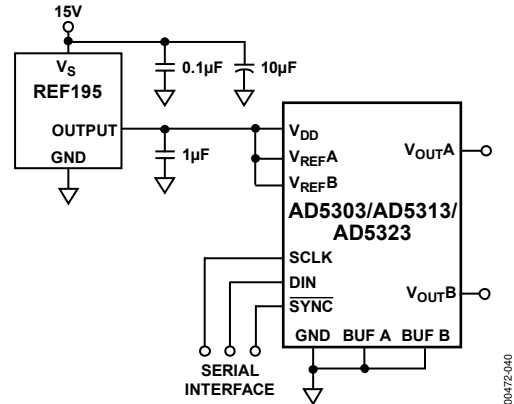 15V
VS
REF195
0.1µF
10µF
OUTPUT
GND
1µF
VDD
VREFA
VREFB
VOUTA
AD5303/AD5313/
AD5323
SCLK
DIN
SYNC
VOUTB
GND BUF A BUF B
SERIAL
INTERFACE
00472-040